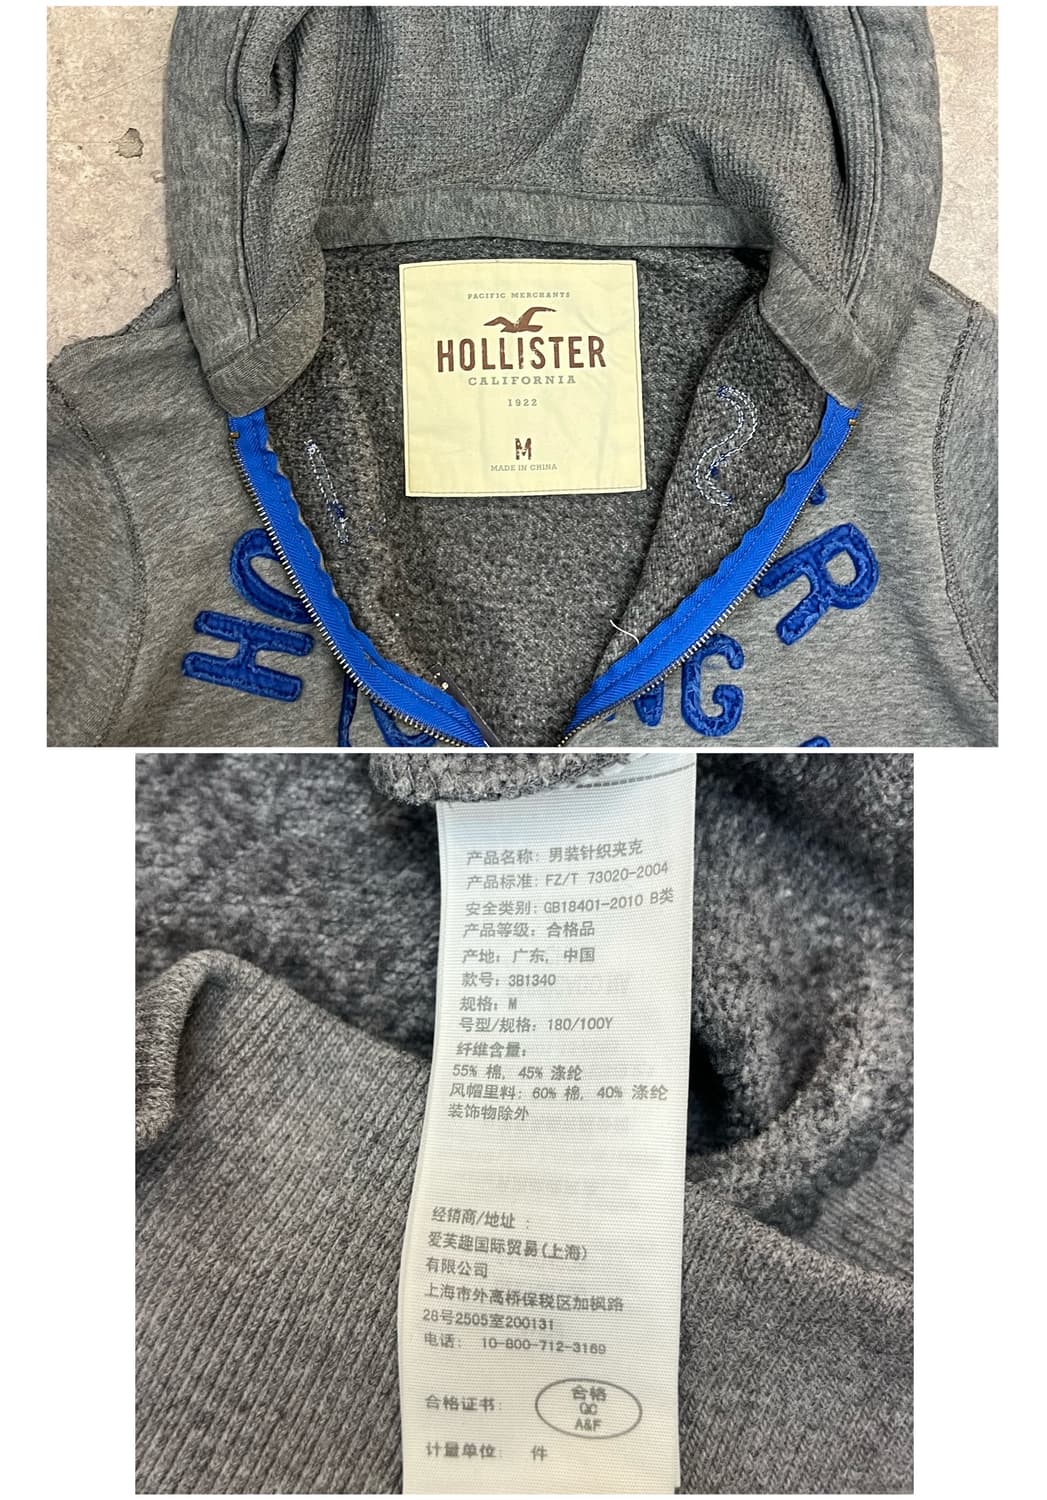 PACIFIC MERCHANTS
HOLLISTER
CALIFORNIA
1922
M
MADE IN CHINA
HO
R
NG
产品名称: 男装针织夹克
产品标准: FZ/T 73020-2004
安全类别: GB18401-2010 B类
产品等级: 合格品
产地: 广东, 中国
款号: 3B1340
规格: M
号型/规格: 180/100Y
纤维含量:
55% 棉, 45% 涤纶
风帽里料: 60% 棉, 40% 涤纶
装饰物除外
经销商/地址 :
爱芙趣国际贸易(上海)
有限公司
上海市外高桥保税区加枫路
28号2505室200131
电话: 10-800-712-3169
合格证书:
合格
QC
A&F
计量单位: 件